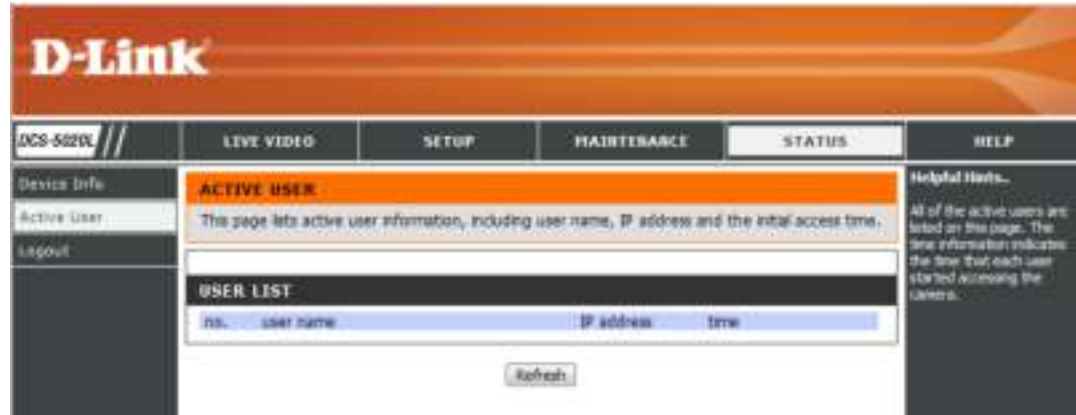 D-Link
DCS-5020L
LIVE VIDEO
SETUP
MAINTENANCE
STATUS
HELP
Device Info
Active User
Logout
ACTIVE USER
This page lists active user information, including user name, IP address and the initial access time.
USER LIST
no.
user name
IP address
time
Refresh
Helpful Hints..
All of the active users are
listed on this page. The
time information indicates
the time that each user
started accessing the
camera.